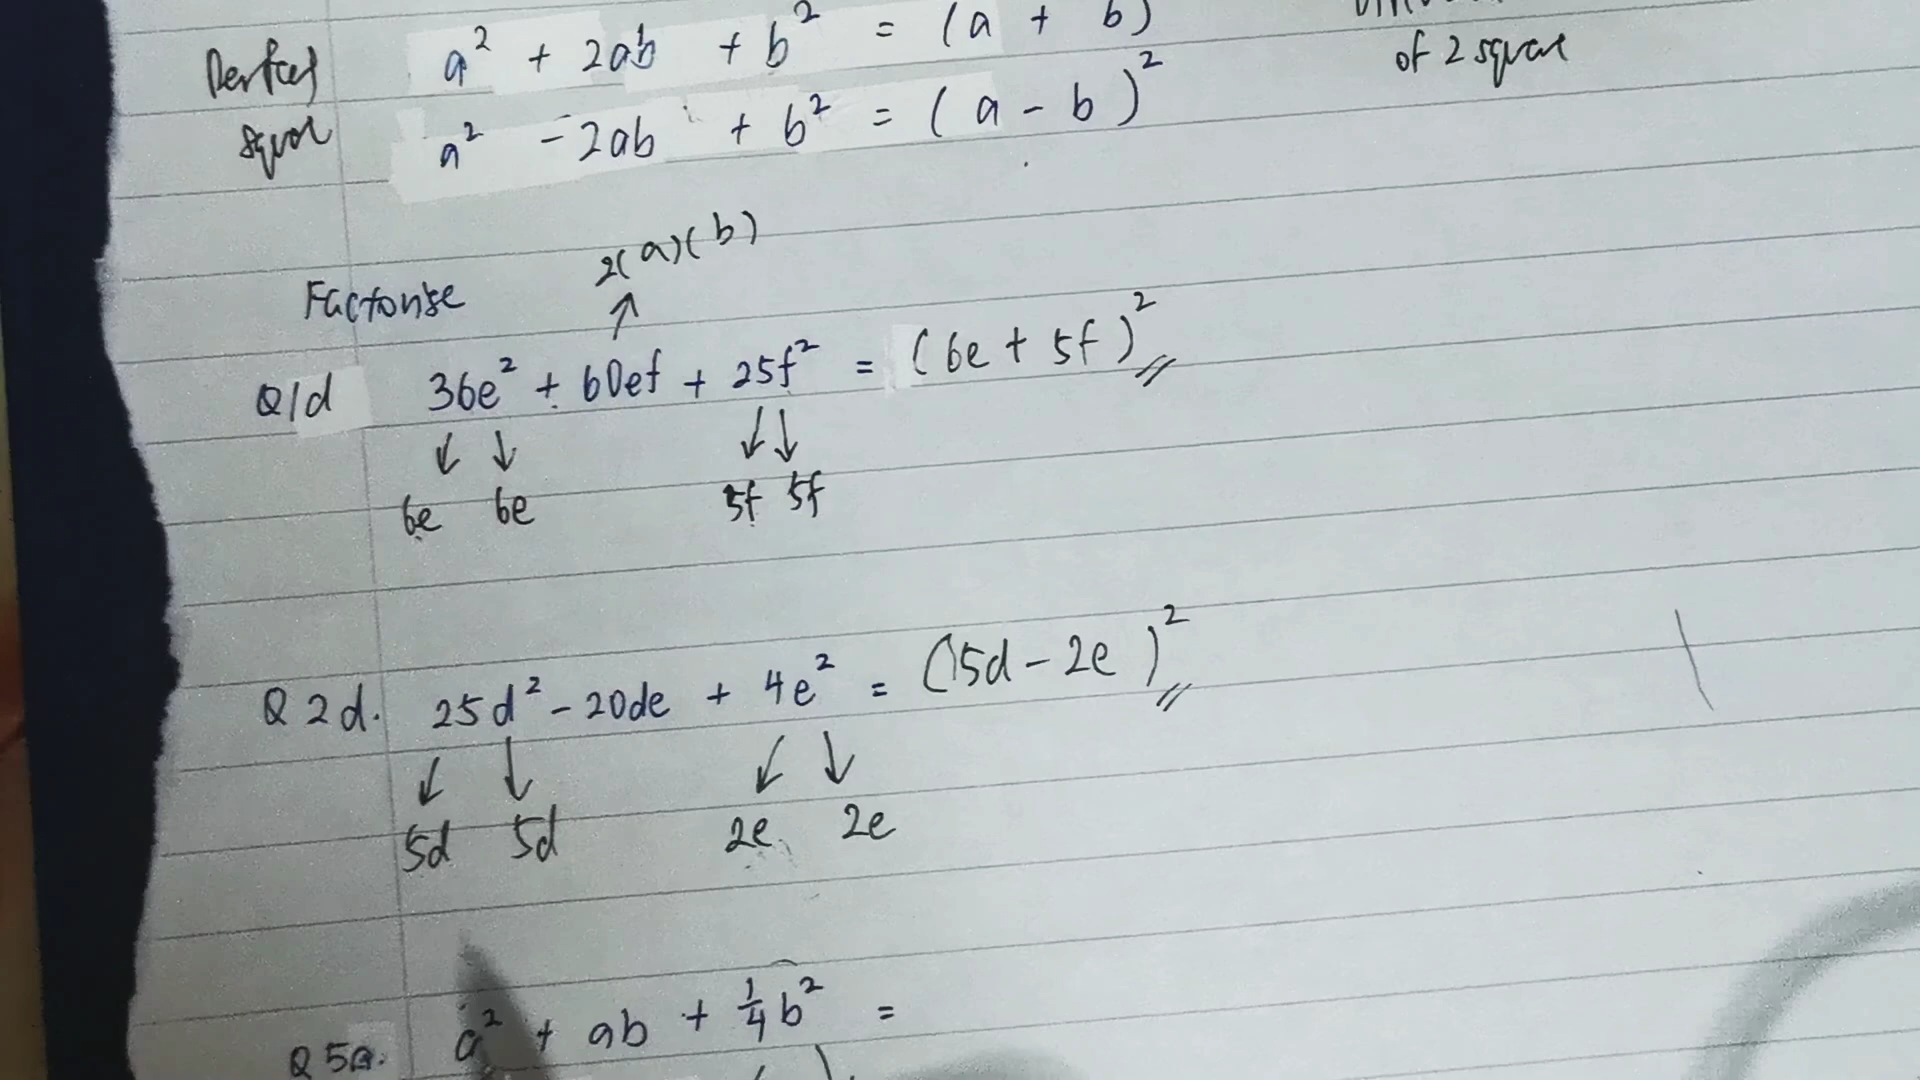 a² + 2ab + b² = (a + b)
of 2 square
Perfect
Square
a² - 2ab + b² = (a - b)²
2(a)(b)
Factorise
Q1d 36e² + 60ef + 25f² = (6e + 5f)²
6e 6e 5f 5f
Q2d. 25d² - 20de + 4e² = (5d - 2e)²
5d 5d 2e 2e
Q5a. a² + ab + ¼b² =